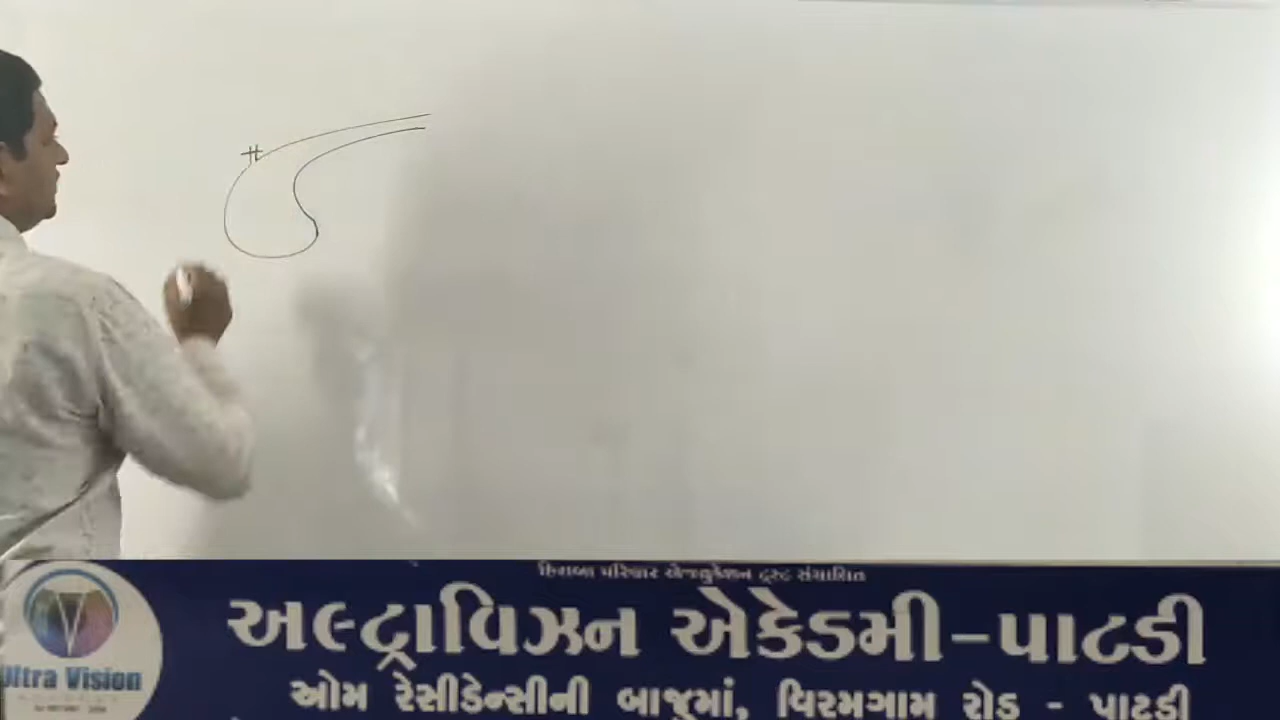 હિરાબા પરિવાર એજ્યુકેશન ટ્રસ્ટ સંચાલિત
અલ્ટ્રાવિઝન એકેડમી-પાટડી
Ultra Vision
ઓમ રેસીડેન્સીની બાજુમાં, વિરમગામ રોડ - પાટડી